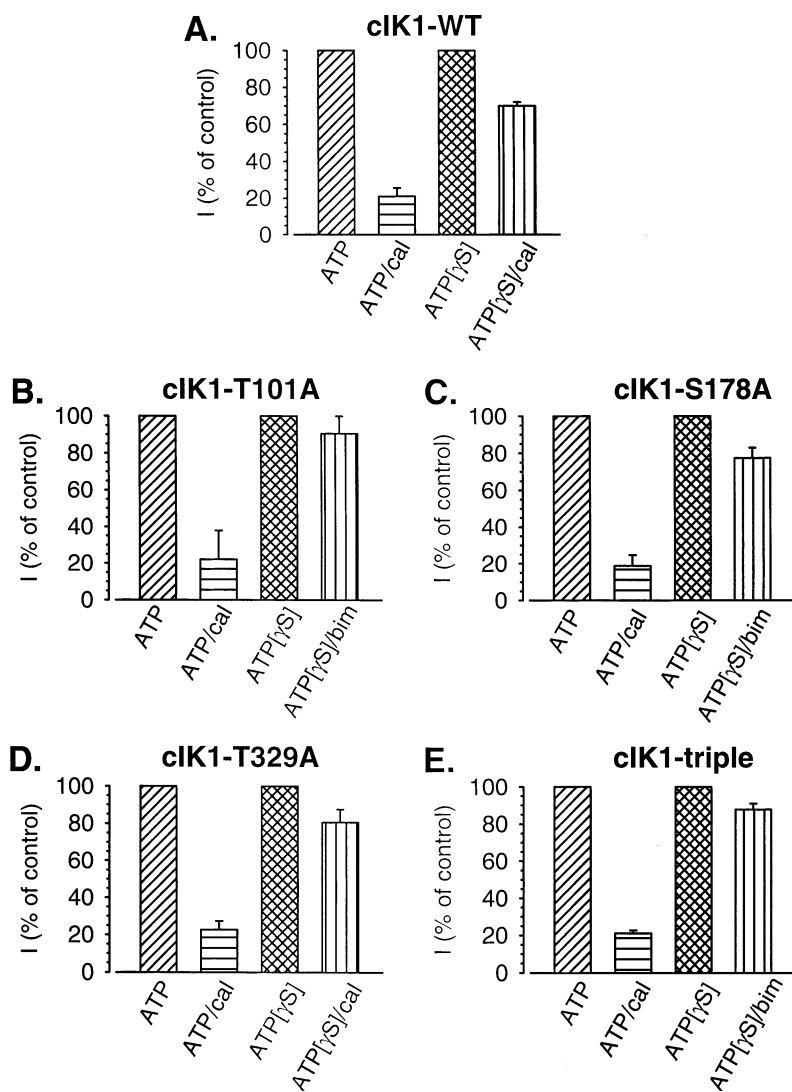 A. cIK1-WT
I (% of control)
100
80
60
40
20
0
ATP
ATP/cal
ATP[γS]
ATP[γS]/cal
B. cIK1-T101A
I (% of control)
100
80
60
40
20
0
ATP
ATP/cal
ATP[γS]
ATP[γS]/bim
C. cIK1-S178A
I (% of control)
100
80
60
40
20
0
ATP
ATP/cal
ATP[γS]
ATP[γS]/bim
D. cIK1-T329A
I (% of control)
100
80
60
40
20
0
ATP
ATP/cal
ATP[γS]
ATP[γS]/cal
E. cIK1-triple
I (% of control)
100
80
60
40
20
0
ATP
ATP/cal
ATP[γS]
ATP[γS]/bim